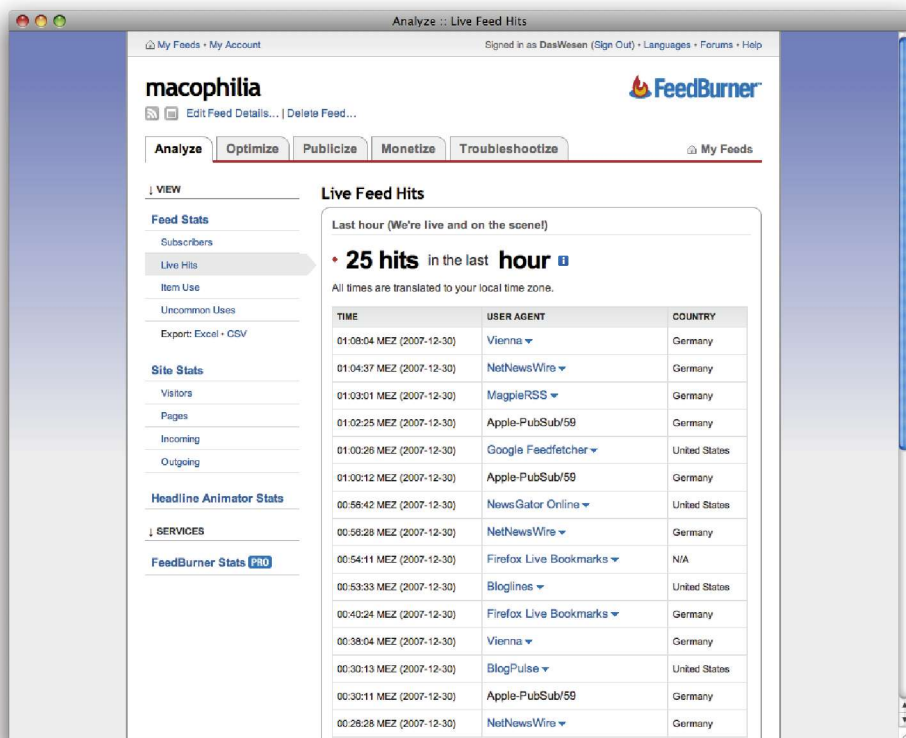 Analyze :: Live Feed Hits
My Feeds • My Account
Signed in as DasWesen (Sign Out) • Languages • Forums • Help
macophilia
FeedBurner
Edit Feed Details... | Delete Feed...
Analyze
Optimize
Publicize
Monetize
Troubleshootize
My Feeds
↓ VIEW
Feed Stats
Subscribers
Live Hits
Item Use
Uncommon Uses
Export: Excel • CSV
Site Stats
Visitors
Pages
Incoming
Outgoing
Headline Animator Stats
↓ SERVICES
FeedBurner Stats PRO
Live Feed Hits
Last hour (We're live and on the scene!)
• 25 hits in the last hour i
All times are translated to your local time zone.
TIME USER AGENT COUNTRY
01:08:04 MEZ (2007-12-30) Vienna Germany
01:04:37 MEZ (2007-12-30) NetNewsWire Germany
01:03:01 MEZ (2007-12-30) MagpieRSS Germany
01:02:25 MEZ (2007-12-30) Apple-PubSub/59 Germany
01:00:26 MEZ (2007-12-30) Google Feedfetcher United States
01:00:12 MEZ (2007-12-30) Apple-PubSub/59 Germany
00:56:42 MEZ (2007-12-30) NewsGator Online United States
00:56:28 MEZ (2007-12-30) NetNewsWire Germany
00:54:11 MEZ (2007-12-30) Firefox Live Bookmarks N/A
00:53:33 MEZ (2007-12-30) Bloglines United States
00:40:24 MEZ (2007-12-30) Firefox Live Bookmarks Germany
00:38:04 MEZ (2007-12-30) Vienna Germany
00:30:13 MEZ (2007-12-30) BlogPulse United States
00:30:11 MEZ (2007-12-30) Apple-PubSub/59 Germany
00:26:28 MEZ (2007-12-30) NetNewsWire Germany